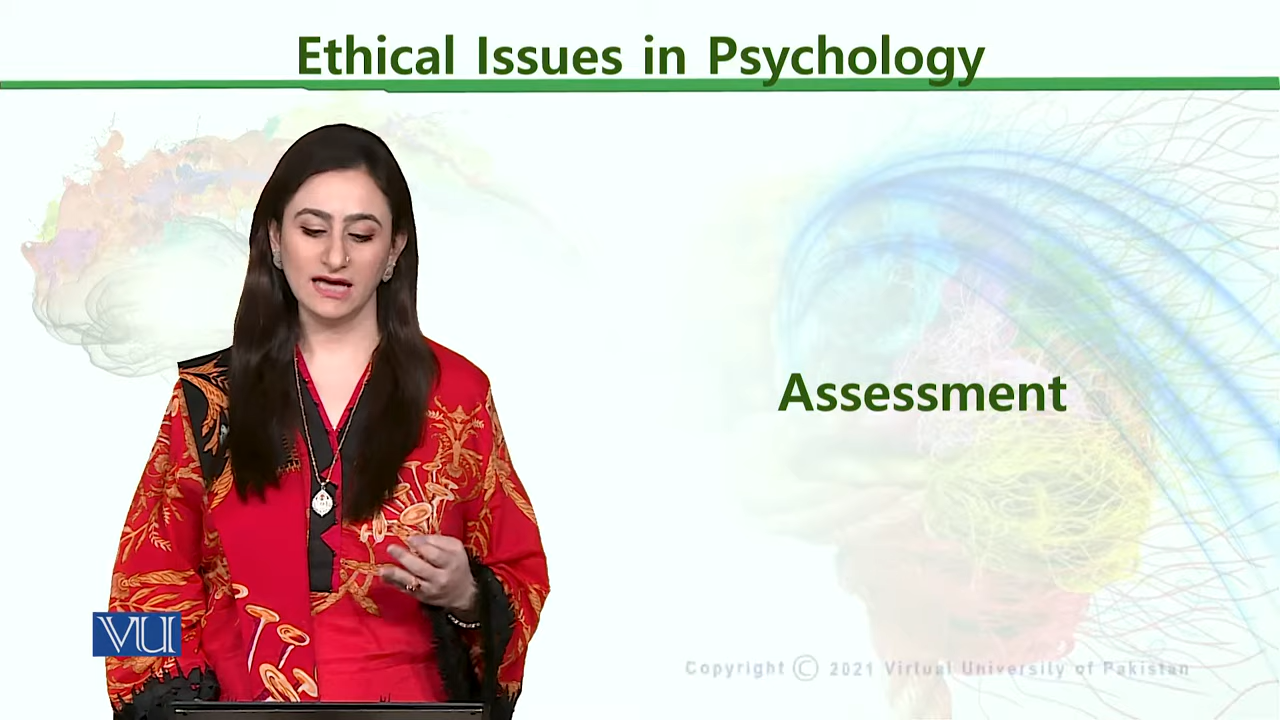 Ethical Issues in Psychology
Assessment
VU
Copyright © 2021 Virtual University of Pakistan